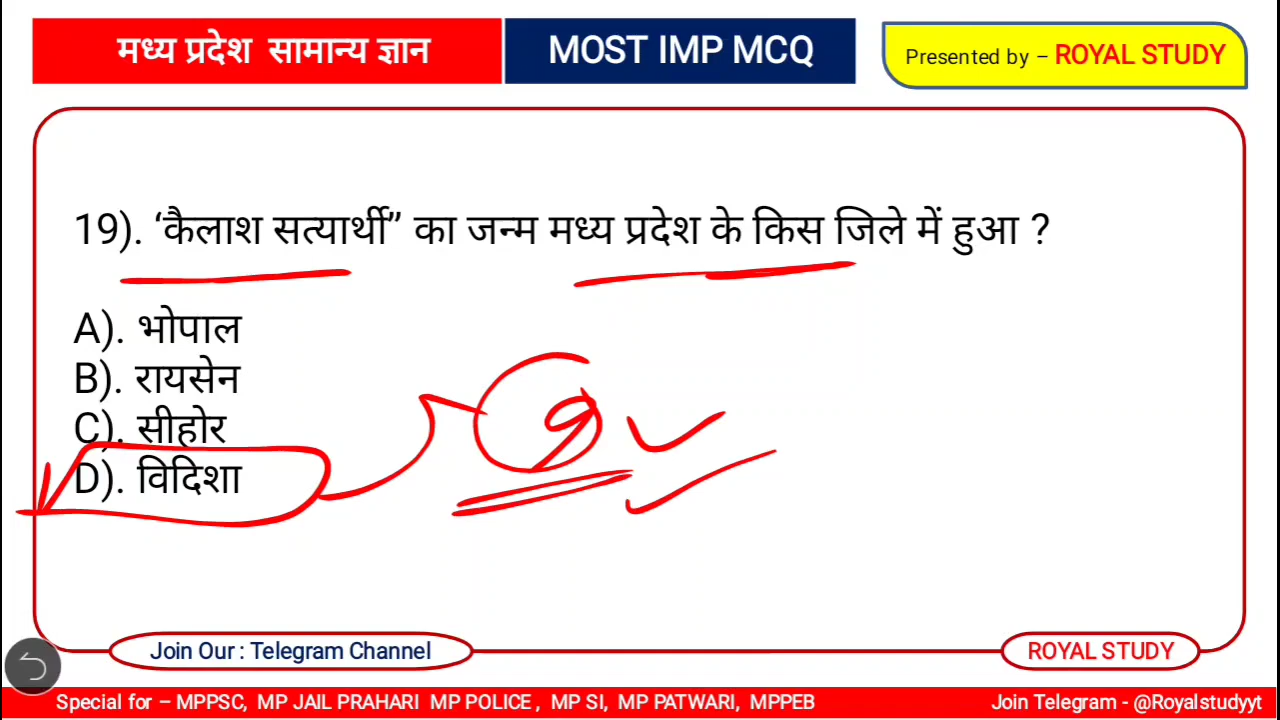 मध्य प्रदेश सामान्य ज्ञान
MOST IMP MCQ
Presented by – ROYAL STUDY
19). ‘कैलाश सत्यार्थी” का जन्म मध्य प्रदेश के किस जिले में हुआ ?
A). भोपाल
B). रायसेन
C). सीहोर
D). विदिशा
Join Our : Telegram Channel
ROYAL STUDY
Special for – MPPSC, MP JAIL PRAHARI MP POLICE , MP SI, MP PATWARI, MPPEB
Join Telegram - @Royalstudyyt